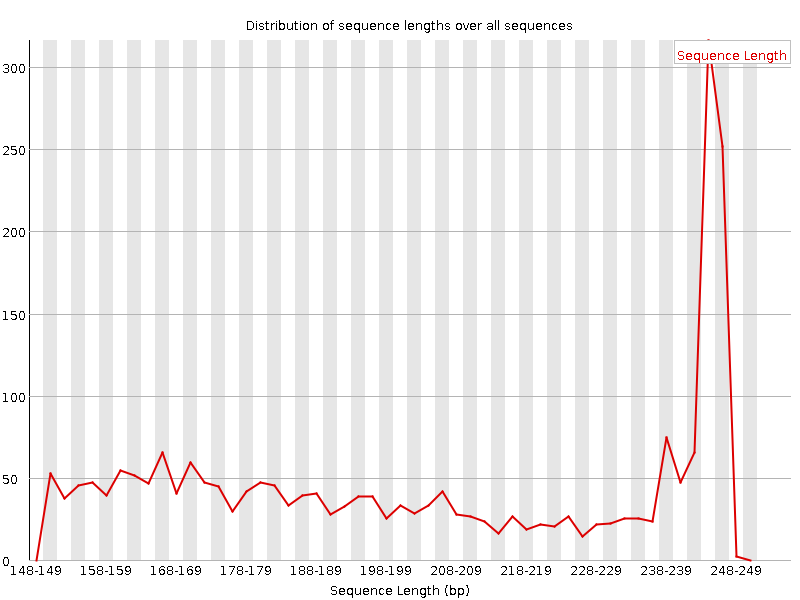 Distribution of sequence lengths over all sequences
Sequence Length
300
250
200
150
100
50
0
148-149 158-159 168-169 178-179 188-189 198-199 208-209 218-219 228-229 238-239 248-249
Sequence Length (bp)